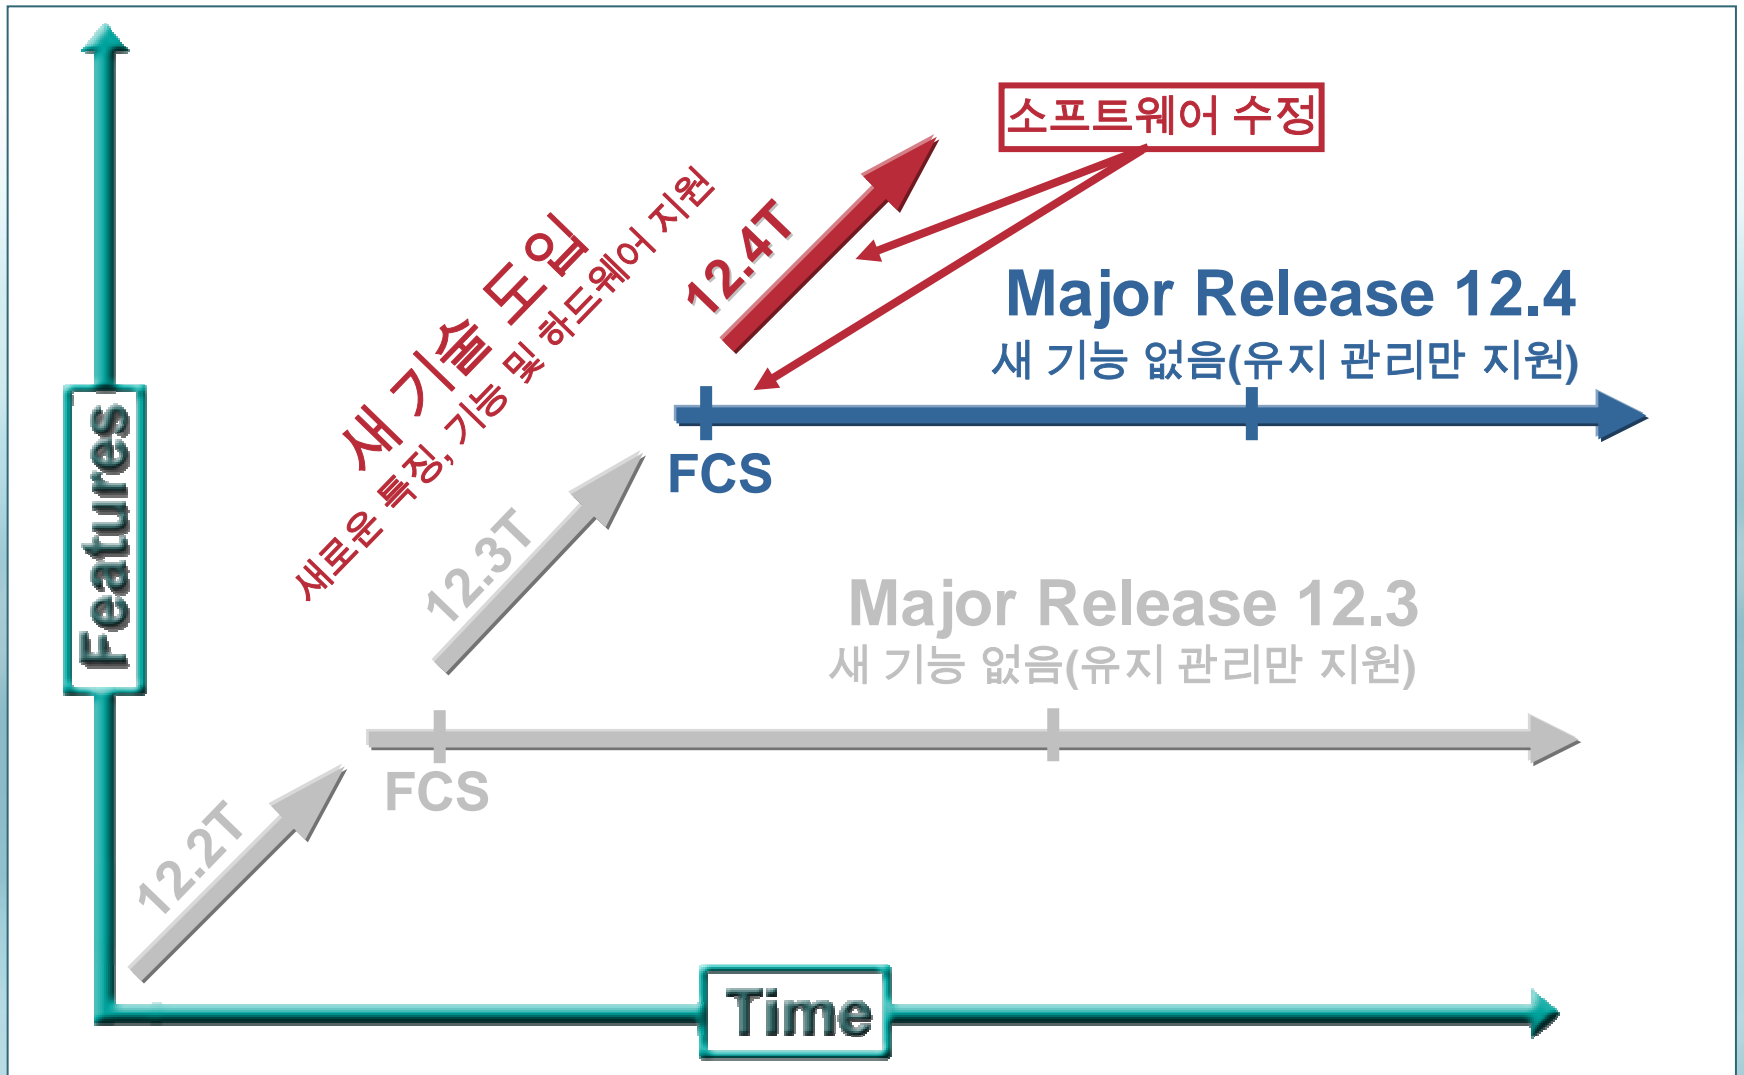 소프트웨어 수정
새 기술 도입
새로운 특징, 기능 및 하드웨어 지원
12.4T
Major Release 12.4
새 기능 없음(유지 관리만 지원)
FCS
Features
12.3T
Major Release 12.3
새 기능 없음(유지 관리만 지원)
FCS
12.2T
Time